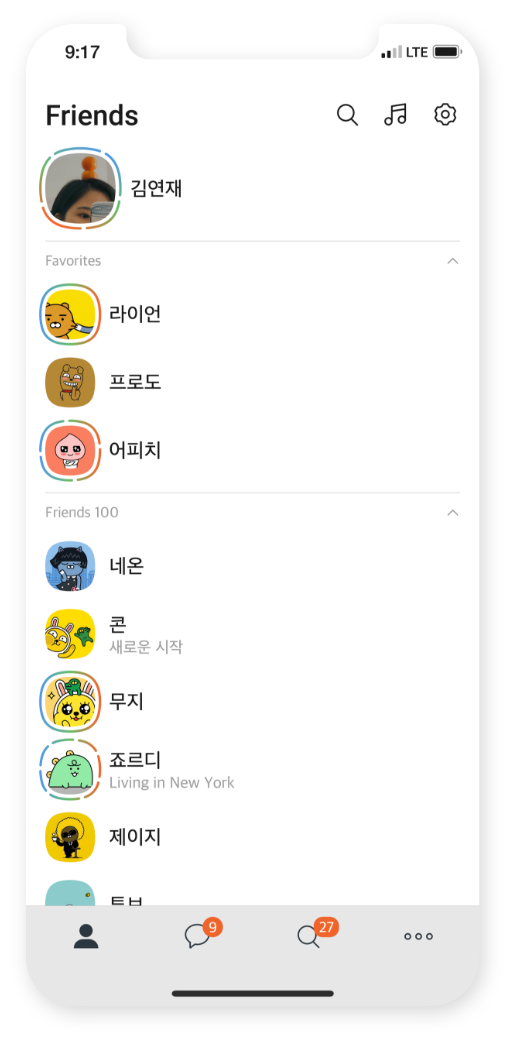 9:17
LTE
Friends
김연재
Favorites
라이언
프로도
어피치
Friends 100
네온
콘
새로운 시작
무지
죠르디
Living in New York
제이지
튜브
9
27